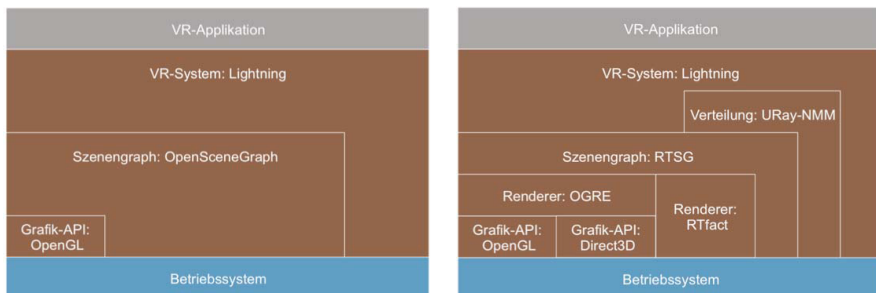 VR-Applikation
VR-System: Lightning
Szenengraph: OpenSceneGraph
Grafik-API:
OpenGL
Betriebssystem
VR-Applikation
VR-System: Lightning
Verteilung: URay-NMM
Szenengraph: RTSG
Renderer: OGRE
Renderer:
RTfact
Grafik-API:
OpenGL
Grafik-API:
Direct3D
Betriebssystem